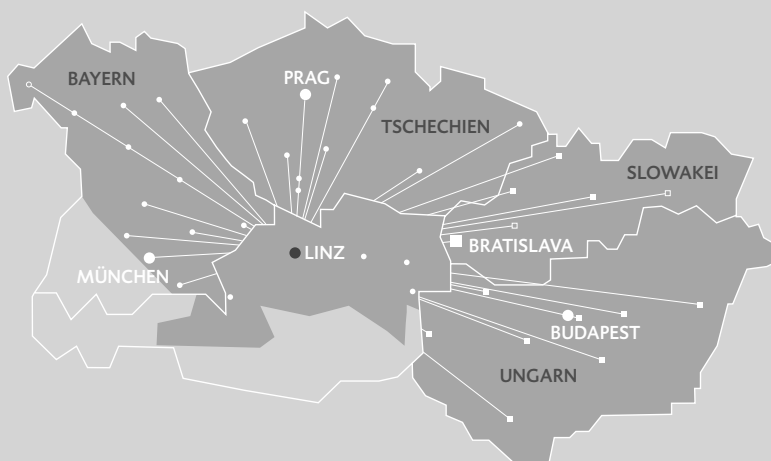 BAYERN
PRAG
TSCHECHIEN
SLOWAKEI
LINZ
BRATISLAVA
MÜNCHEN
BUDAPEST
UNGARN